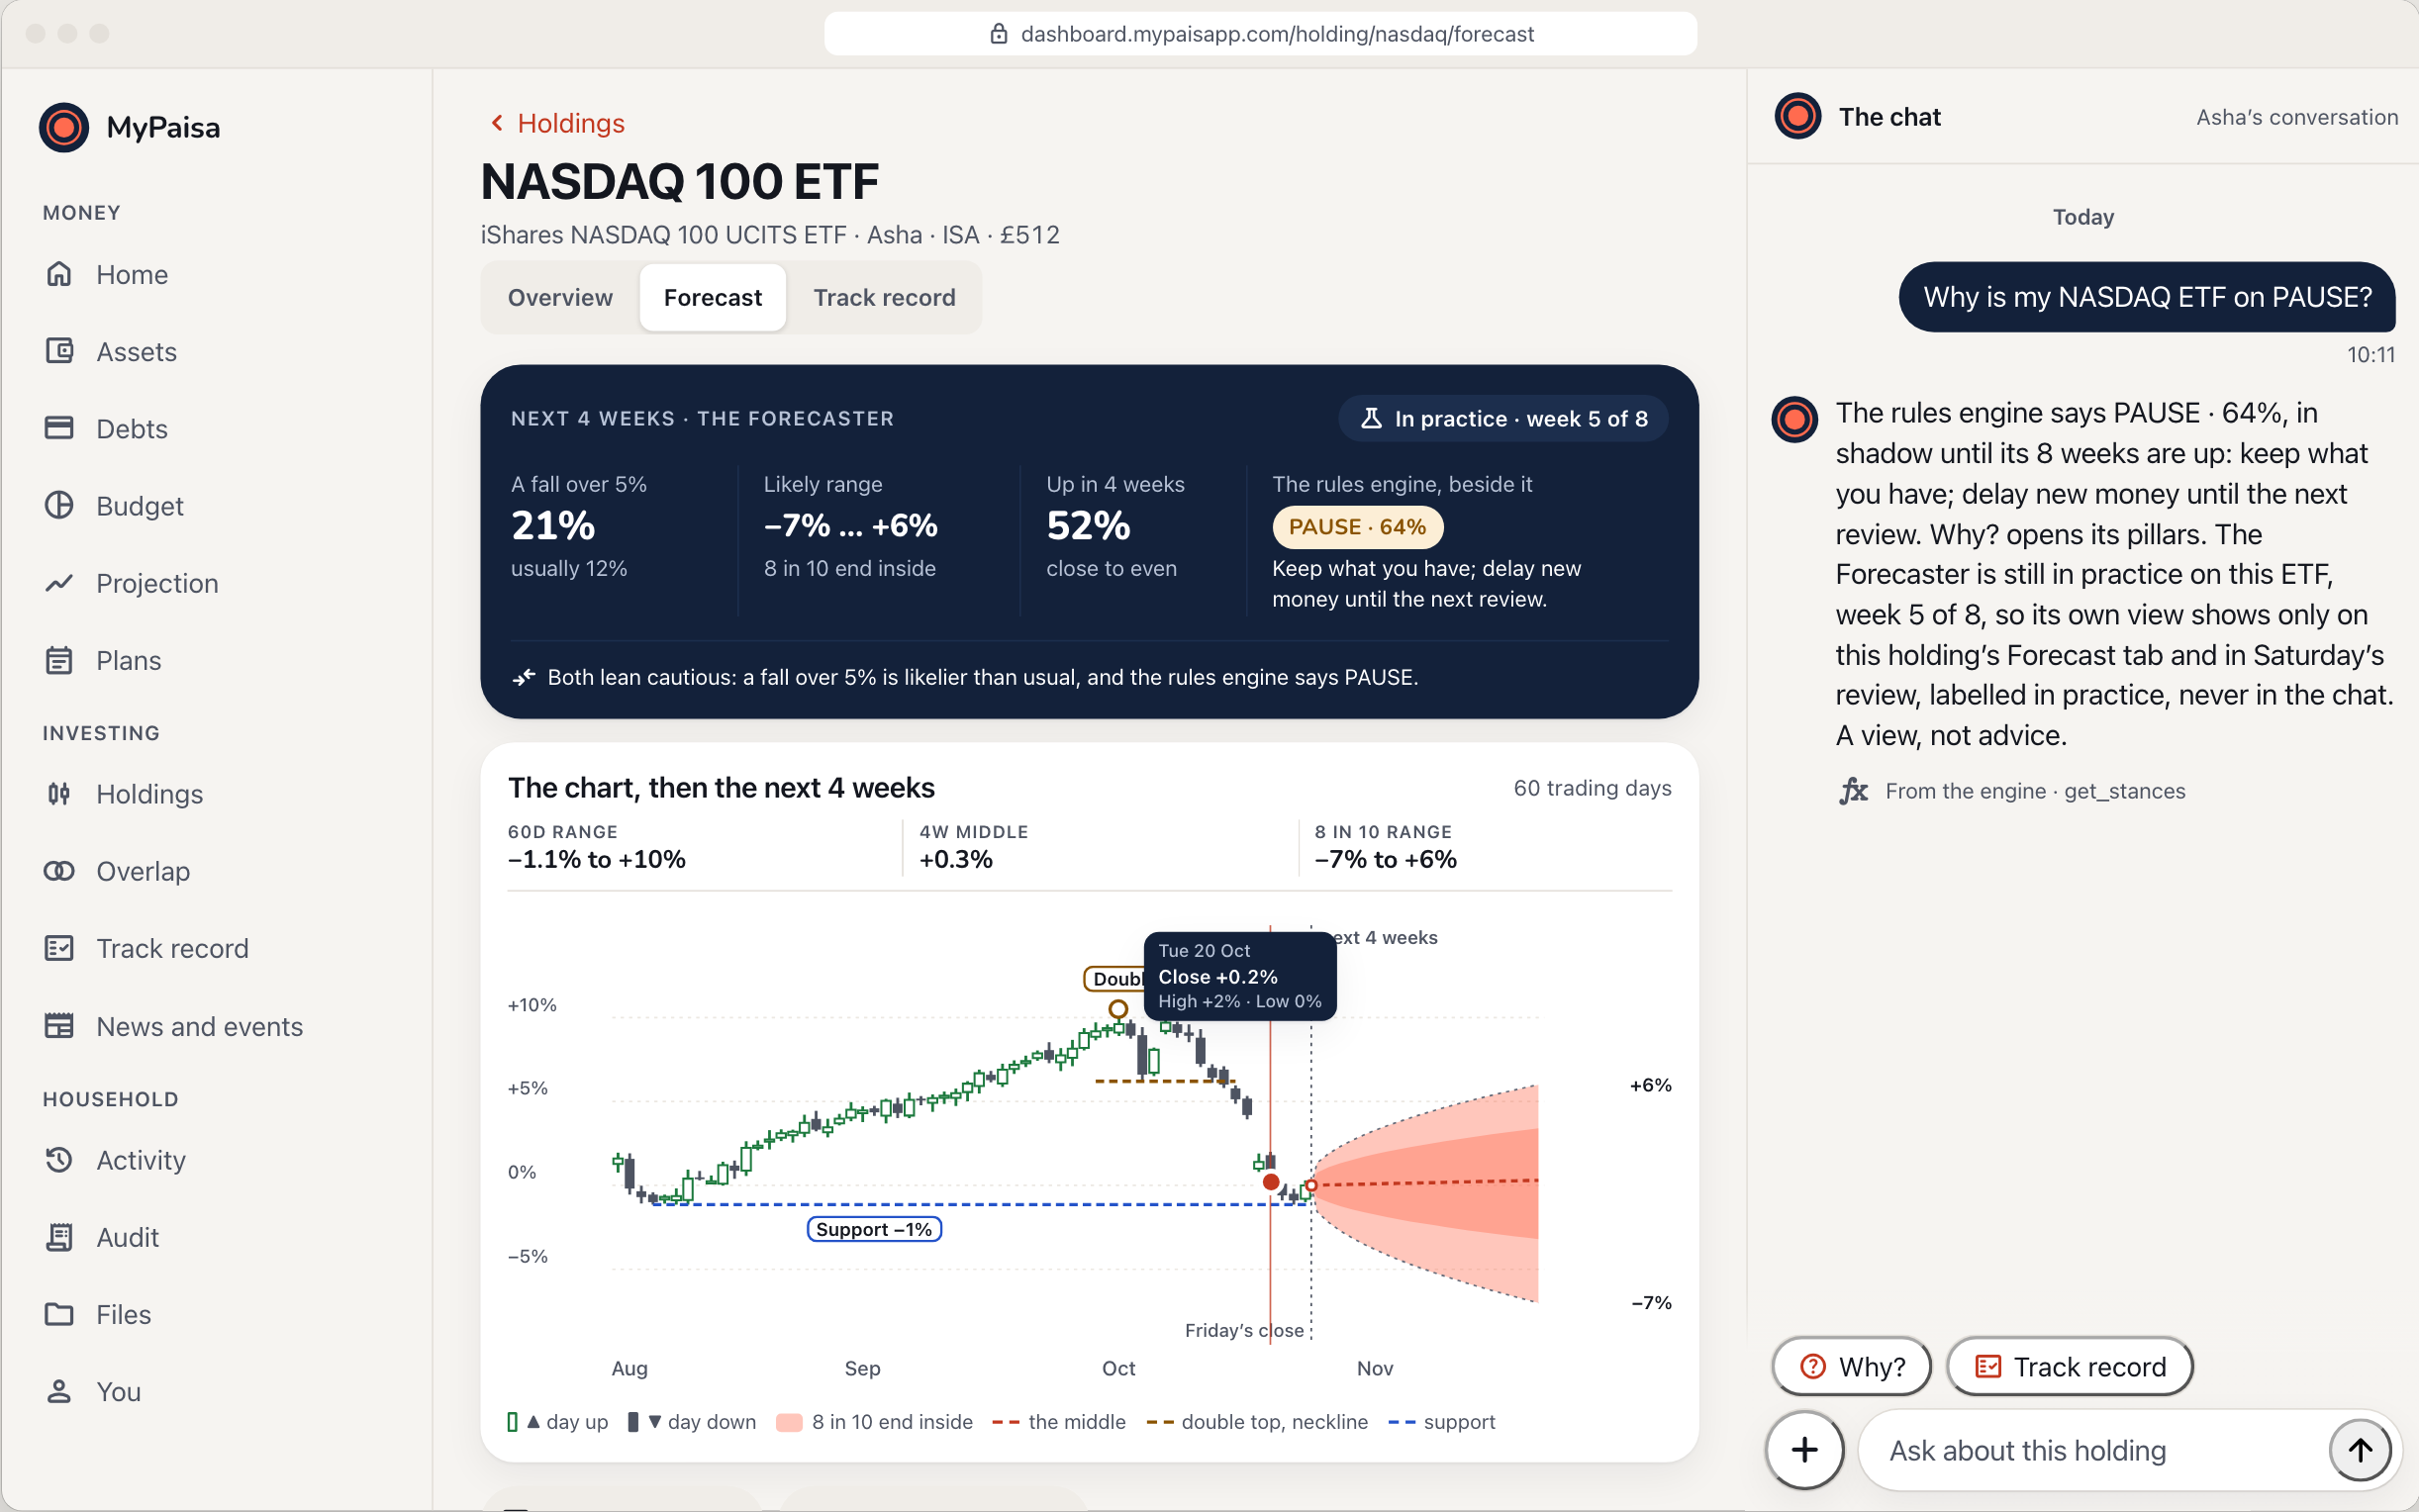 dashboard.mypaisapp.com/holding/nasdaq/forecast
MyPaisa
MONEY
Home
Assets
Debts
Budget
Projection
Plans
INVESTING
Holdings
Overlap
Track record
News and events
HOUSEHOLD
Activity
Audit
Files
You
Holdings
NASDAQ 100 ETF
iShares NASDAQ 100 UCITS ETF · Asha · ISA · £512
Overview
Forecast
Track record
NEXT 4 WEEKS · THE FORECASTER
In practice · week 5 of 8
A fall over 5%
21%
usually 12%
Likely range
−7% ... +6%
8 in 10 end inside
Up in 4 weeks
52%
close to even
The rules engine, beside it
PAUSE · 64%
Keep what you have; delay new
money until the next review.
Both lean cautious: a fall over 5% is likelier than usual, and the rules engine says PAUSE.
The chart, then the next 4 weeks
60 trading days
60D RANGE
−1.1% to +10%
4W MIDDLE
+0.3%
8 IN 10 RANGE
−7% to +6%
ext 4 weeks
Doubl
Tue 20 Oct
Close +0.2%
High +2% · Low 0%
+10%
+5%
0%
−5%
+6%
−7%
Support −1%
Friday’s close
Aug
Sep
Oct
Nov
▲ day up
▼ day down
8 in 10 end inside
the middle
double top, neckline
support
The chat
Asha’s conversation
Today
Why is my NASDAQ ETF on PAUSE?
10:11
The rules engine says PAUSE · 64%, in
shadow until its 8 weeks are up: keep what
you have; delay new money until the next
review. Why? opens its pillars. The
Forecaster is still in practice on this ETF,
week 5 of 8, so its own view shows only on
this holding’s Forecast tab and in Saturday’s
review, labelled in practice, never in the chat.
A view, not advice.
fx From the engine · get_stances
Why?
Track record
Ask about this holding